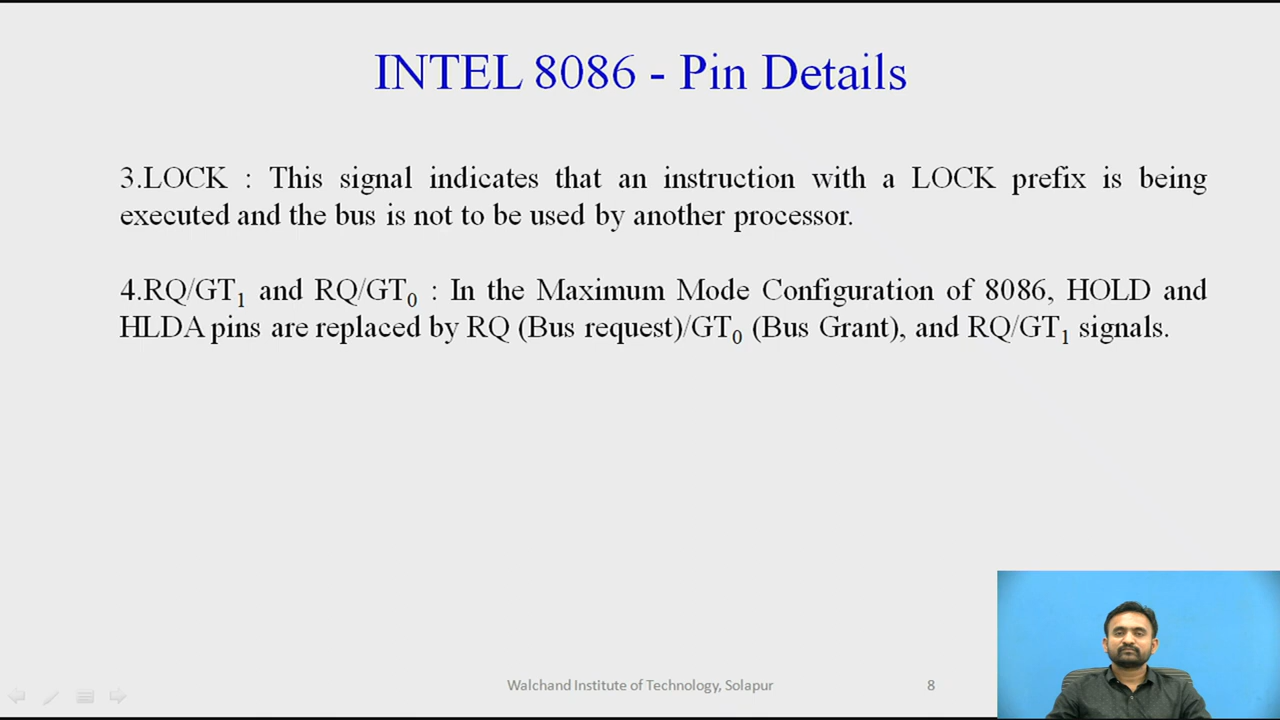 INTEL 8086 - Pin Details
3.LOCK : This signal indicates that an instruction with a LOCK prefix is being
executed and the bus is not to be used by another processor.
4.RQ/GT₁ and RQ/GT₀ : In the Maximum Mode Configuration of 8086, HOLD and
HLDA pins are replaced by RQ (Bus request)/GT₀ (Bus Grant), and RQ/GT₁ signals.
Walchand Institute of Technology, Solapur
8